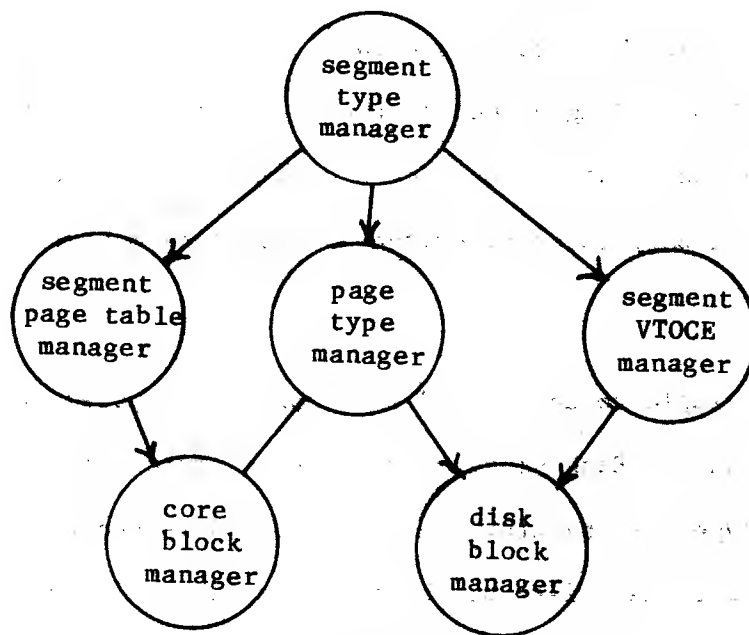 segment
type
manager
segment
page table
manager
page
type
manager
segment
VTOCE
manager
core
block
manager
disk
block
manager